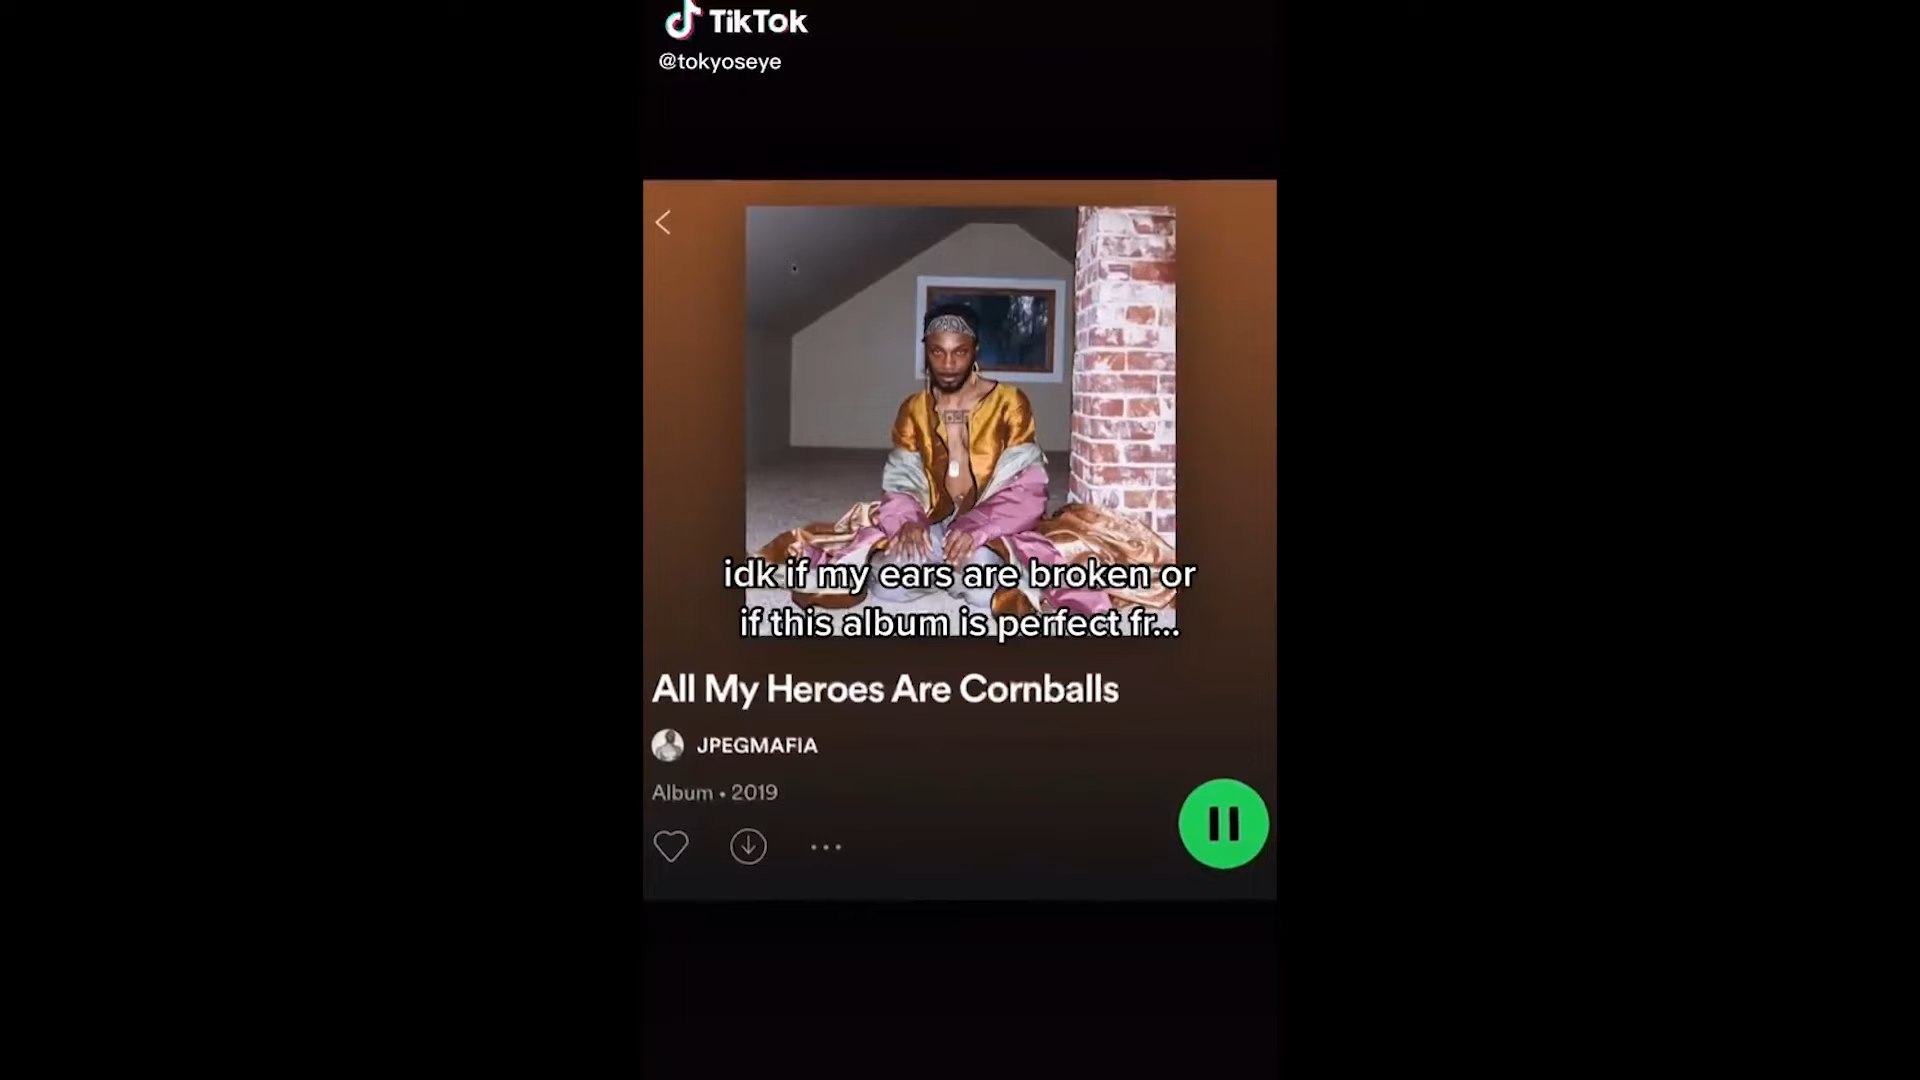 TikTok
@tokyoseye
idk if my ears are broken or
if this album is perfect fr...
All My Heroes Are Cornballs
JPEGMAFIA
Album • 2019